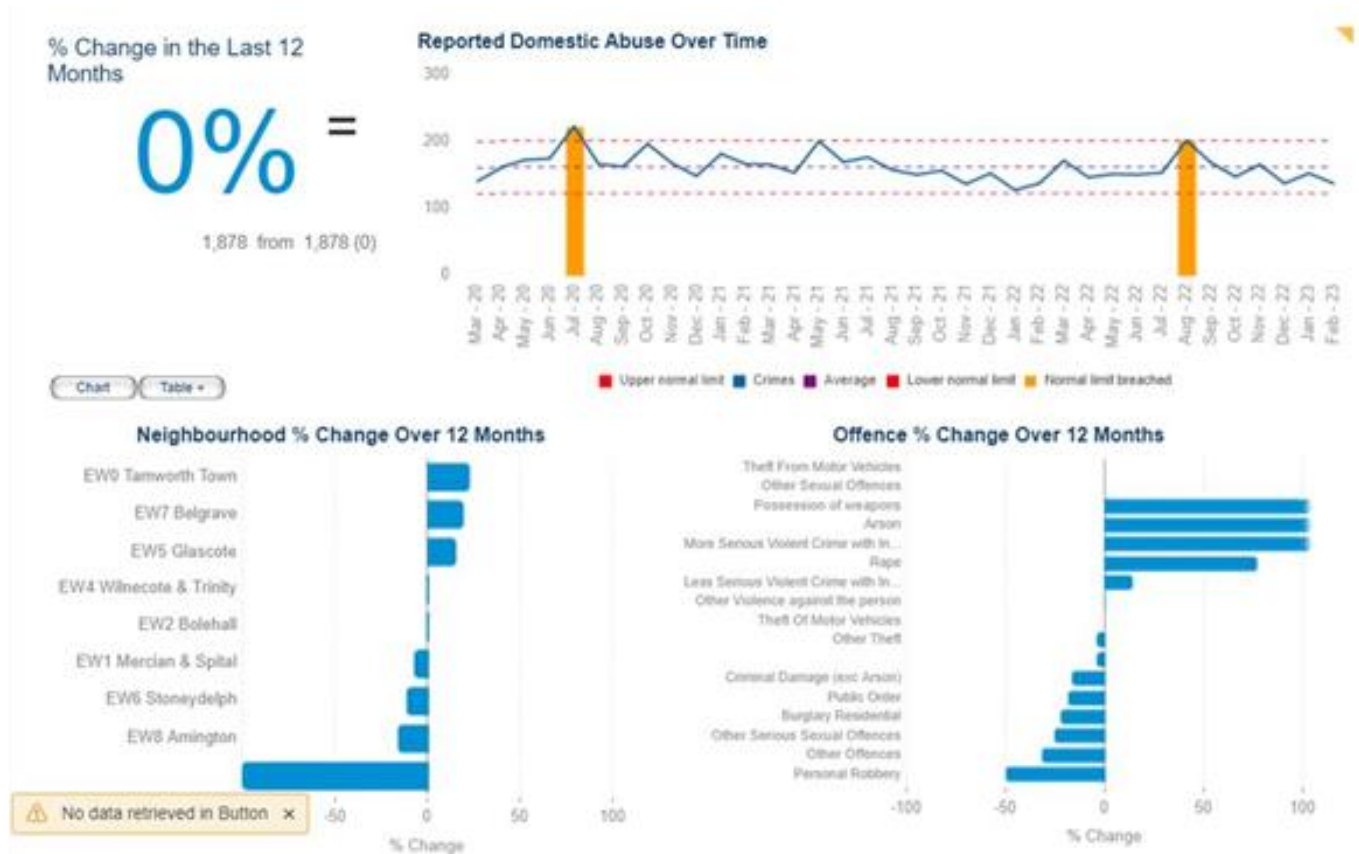 % Change in the Last 12
Months
0% =
1,878 from 1,878 (0)
Reported Domestic Abuse Over Time
300
200
100
0
Mar - 20
Apr - 20
May - 20
Jun - 20
Jul - 20
Aug - 20
Sep - 20
Oct - 20
Nov - 20
Dec - 20
Jan - 21
Feb - 21
Mar - 21
Apr - 21
May - 21
Jun - 21
Jul - 21
Aug - 21
Sep - 21
Oct - 21
Nov - 21
Dec - 21
Jan - 22
Feb - 22
Mar - 22
Apr - 22
May - 22
Jun - 22
Jul - 22
Aug - 22
Sep - 22
Oct - 22
Nov - 22
Dec - 22
Jan - 23
Feb - 23
Upper normal limit Crimes Average Lower normal limit Normal limit breached
Chart Table +
Neighbourhood % Change Over 12 Months
EW9 Tamworth Town
EW7 Belgrave
EW5 Glascote
EW4 Wilnecote & Trinity
EW2 Bolehall
EW1 Mercian & Spital
EW6 Stoneydelph
EW8 Amington
-50 0 50 100
% Change
No data retrieved in Button ×
Offence % Change Over 12 Months
Theft From Motor Vehicles
Other Sexual Offences
Possession of weapons
Arson
More Serious Violent Crime with In...
Rape
Less Serious Violent Crime with In...
Other Violence against the person
Theft Of Motor Vehicles
Other Theft
Criminal Damage (exc Arson)
Public Order
Burglary Residential
Other Serious Sexual Offences
Other Offences
Personal Robbery
-100 -50 0 50 100
% Change